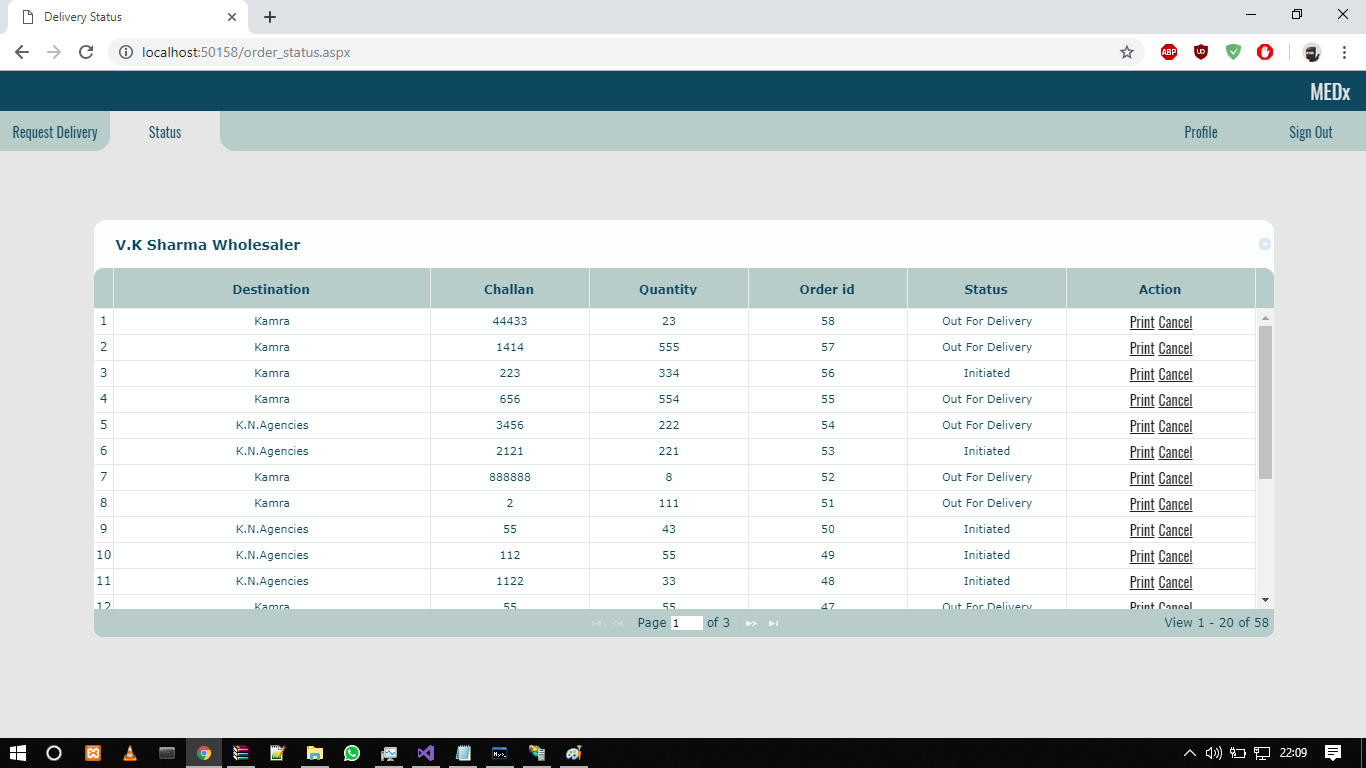 Delivery Status
localhost:50158/order_status.aspx
ABP
MEDx
Request Delivery Status Profile Sign Out
V.K Sharma Wholesaler
Destination Challan Quantity Order id Status Action
1 Kamra 44433 23 58 Out For Delivery Print Cancel
2 Kamra 1414 555 57 Out For Delivery Print Cancel
3 Kamra 223 334 56 Initiated Print Cancel
4 Kamra 656 554 55 Out For Delivery Print Cancel
5 K.N.Agencies 3456 222 54 Out For Delivery Print Cancel
6 K.N.Agencies 2121 221 53 Initiated Print Cancel
7 Kamra 888888 8 52 Out For Delivery Print Cancel
8 Kamra 2 111 51 Out For Delivery Print Cancel
9 K.N.Agencies 55 43 50 Initiated Print Cancel
10 K.N.Agencies 112 55 49 Initiated Print Cancel
11 K.N.Agencies 1122 33 48 Initiated Print Cancel
12 Kamra 55 55 47 Out For Delivery Print Cancel
Page 1 of 3 View 1 - 20 of 58
22:09